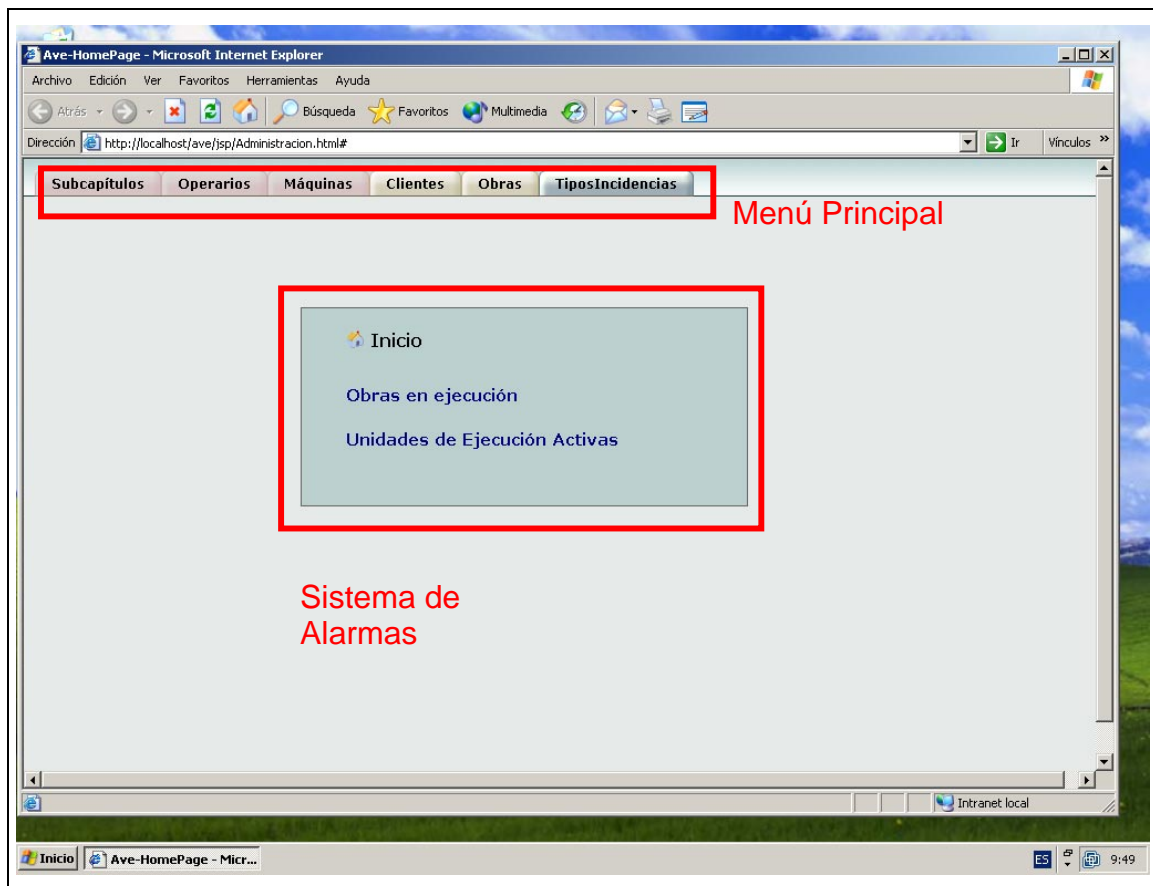 Ave-HomePage - Microsoft Internet Explorer
Archivo Edición Ver Favoritos Herramientas Ayuda
Atrás Búsqueda Favoritos Multimedia
Dirección http://localhost/ave/jsp/Administracion.html# Ir Vínculos »
Subcapítulos Operarios Máquinas Clientes Obras TiposIncidencias
Menú Principal
Inicio
Obras en ejecución
Unidades de Ejecución Activas
Sistema de
Alarmas
Intranet local
Inicio Ave-HomePage - Micr... ES 9:49